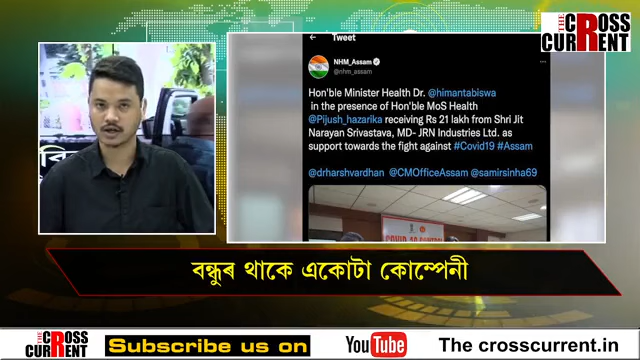 THE
CROSS
CURRENT
Tweet
NHM_Assam
@nhm_assam
Hon'ble Minister Health Dr. @himantabiswa
in the presence of Hon'ble MoS Health
@Pijush_hazarika receiving Rs 21 lakh from Shri Jit
Narayan Srivastava, MD- JRN Industries Ltd. as
support towards the fight against #Covid19 #Assam
@drharshvardhan @CMOfficeAssam @samirsinha69
বন্ধুৰ থাকে একোটা কোম্পেনী
THE
CROSS
CURRENT
Subscribe us on
YouTube
The crosscurrent.in